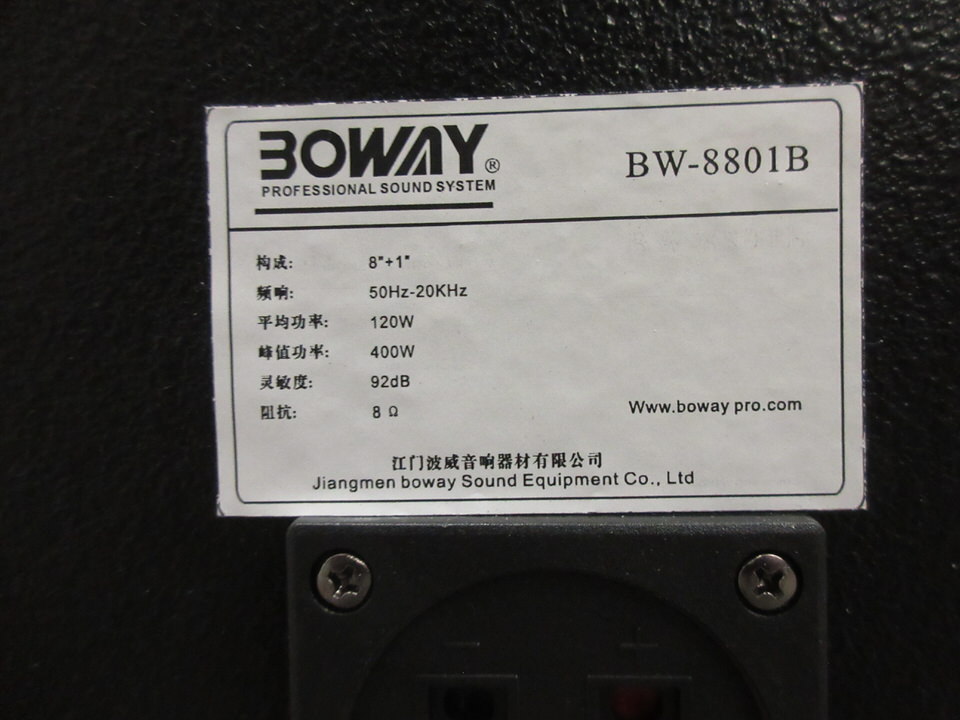 BOWAY®
PROFESSIONAL SOUND SYSTEM
BW-8801B
构成: 8"+1"
频响: 50Hz-20KHz
平均功率: 120W
峰值功率: 400W
灵敏度: 92dB
阻抗: 8 Ω
Www.boway pro.com
江门波威音响器材有限公司
Jiangmen boway Sound Equipment Co., Ltd
- +